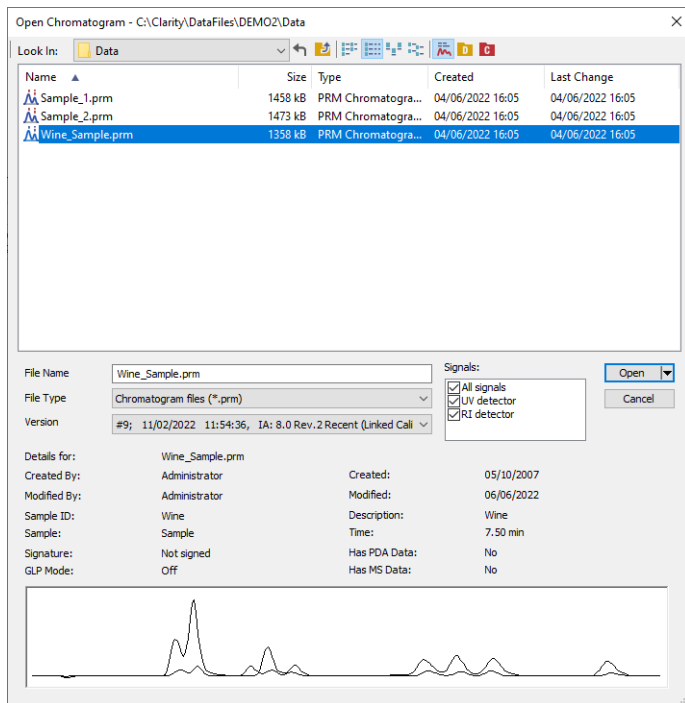 Open Chromatogram - C:\Clarity\DataFiles\DEMO2\Data
Look In: Data
D C
Name Size Type Created Last Change
Sample_1.prm 1458 kB PRM Chromatogra... 04/06/2022 16:05 04/06/2022 16:05
Sample_2.prm 1473 kB PRM Chromatogra... 04/06/2022 16:05 04/06/2022 16:05
Wine_Sample.prm 1358 kB PRM Chromatogra... 04/06/2022 16:05 04/06/2022 16:05
File Name Wine_Sample.prm
File Type Chromatogram files (*.prm)
Version #9; 11/02/2022 11:54:36, IA: 8.0 Rev.2 Recent (Linked Cali
Signals:
All signals
UV detector
RI detector
Open
Cancel
Details for: Wine_Sample.prm
Created By: Administrator Created: 05/10/2007
Modified By: Administrator Modified: 06/06/2022
Sample ID: Wine Description: Wine
Sample: Sample Time: 7.50 min
Signature: Not signed Has PDA Data: No
GLP Mode: Off Has MS Data: No